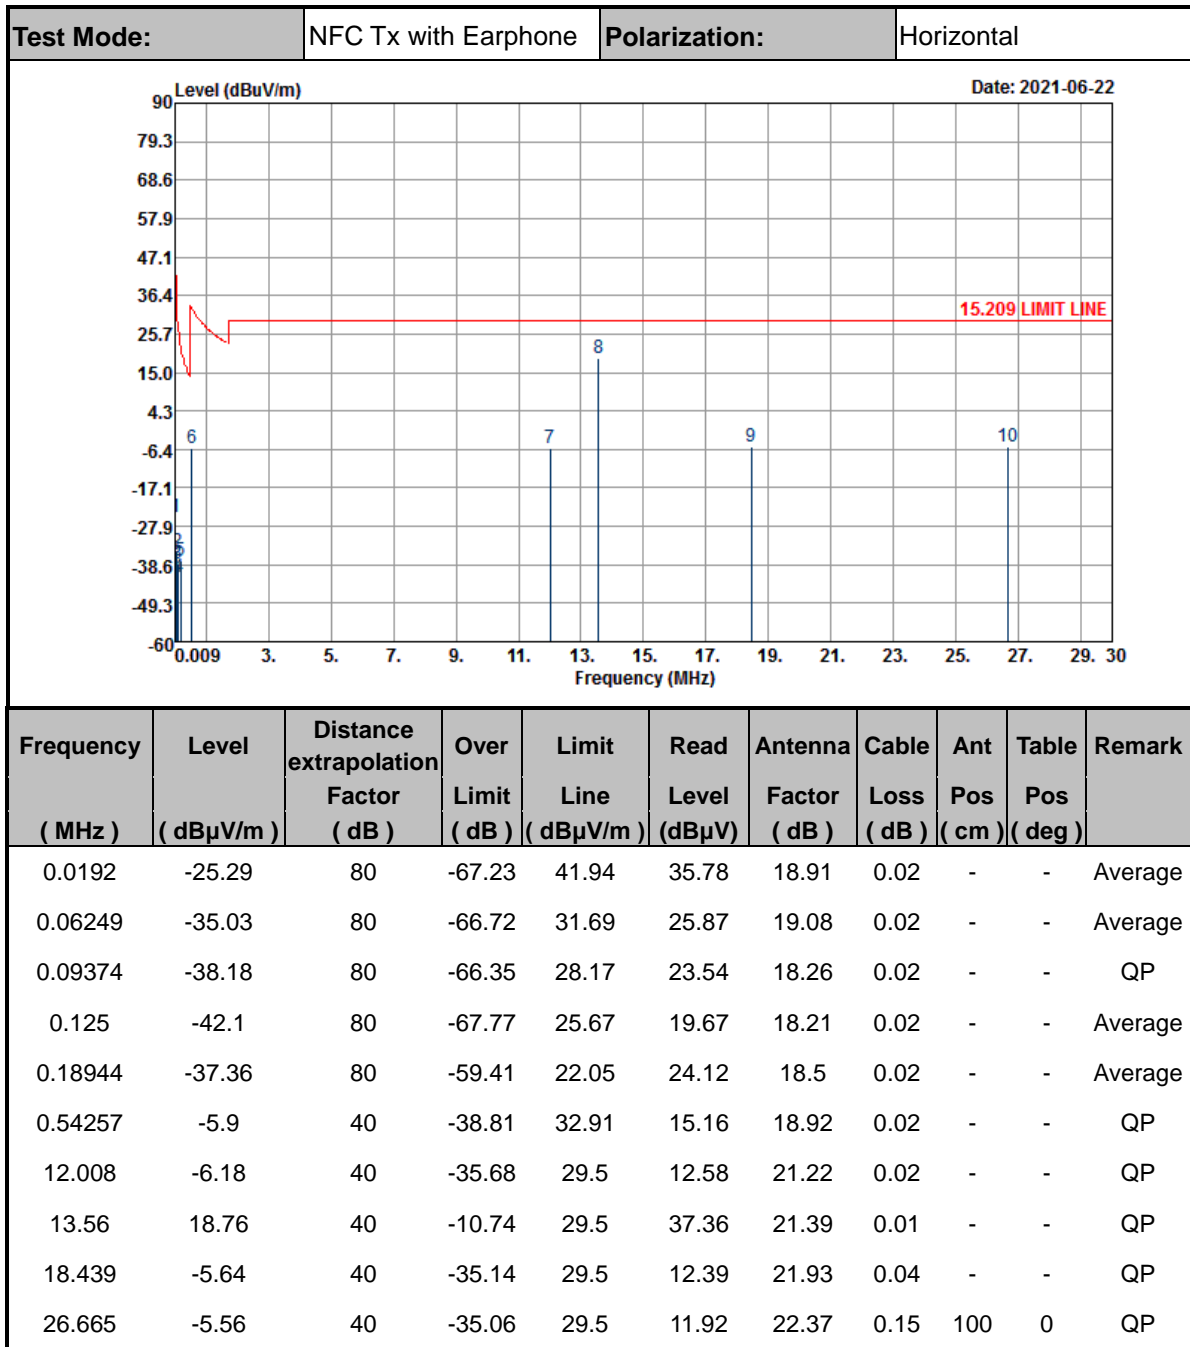 Test Mode: NFC Tx with Earphone Polarization: Horizontal
Level (dBuV/m) Date: 2021-06-22
90
79.3
68.6
57.9
47.1
36.4
15.209 LIMIT LINE
25.7
8
15.0
4.3
6 7 9 10
-6.4
-17.1
-27.9
-38.6
-49.3
-60
0.009 3. 5. 7. 9. 11. 13. 15. 17. 19. 21. 23. 25. 27. 29. 30
Frequency (MHz)
Frequency Level Distance extrapolation Over Limit Read Antenna Cable Ant Table Remark
Factor Limit Line Level Factor Loss Pos Pos
( MHz ) ( dBµV/m ) ( dB ) ( dB ) ( dBµV/m ) (dBµV) ( dB ) ( dB ) ( cm ) ( deg )
0.0192 -25.29 80 -67.23 41.94 35.78 18.91 0.02 - - Average
0.06249 -35.03 80 -66.72 31.69 25.87 19.08 0.02 - - Average
0.09374 -38.18 80 -66.35 28.17 23.54 18.26 0.02 - - QP
0.125 -42.1 80 -67.77 25.67 19.67 18.21 0.02 - - Average
0.18944 -37.36 80 -59.41 22.05 24.12 18.5 0.02 - - Average
0.54257 -5.9 40 -38.81 32.91 15.16 18.92 0.02 - - QP
12.008 -6.18 40 -35.68 29.5 12.58 21.22 0.02 - - QP
13.56 18.76 40 -10.74 29.5 37.36 21.39 0.01 - - QP
18.439 -5.64 40 -35.14 29.5 12.39 21.93 0.04 - - QP
26.665 -5.56 40 -35.06 29.5 11.92 22.37 0.15 100 0 QP